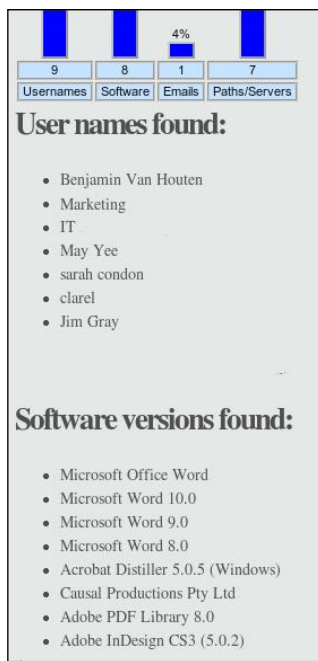 4%
9 8 1 7
Usernames Software Emails Paths/Servers
User names found:
Benjamin Van Houten
Marketing
IT
May Yee
sarah condon
clarel
Jim Gray
Software versions found:
Microsoft Office Word
Microsoft Word 10.0
Microsoft Word 9.0
Microsoft Word 8.0
Acrobat Distiller 5.0.5 (Windows)
Causal Productions Pty Ltd
Adobe PDF Library 8.0
Adobe InDesign CS3 (5.0.2)